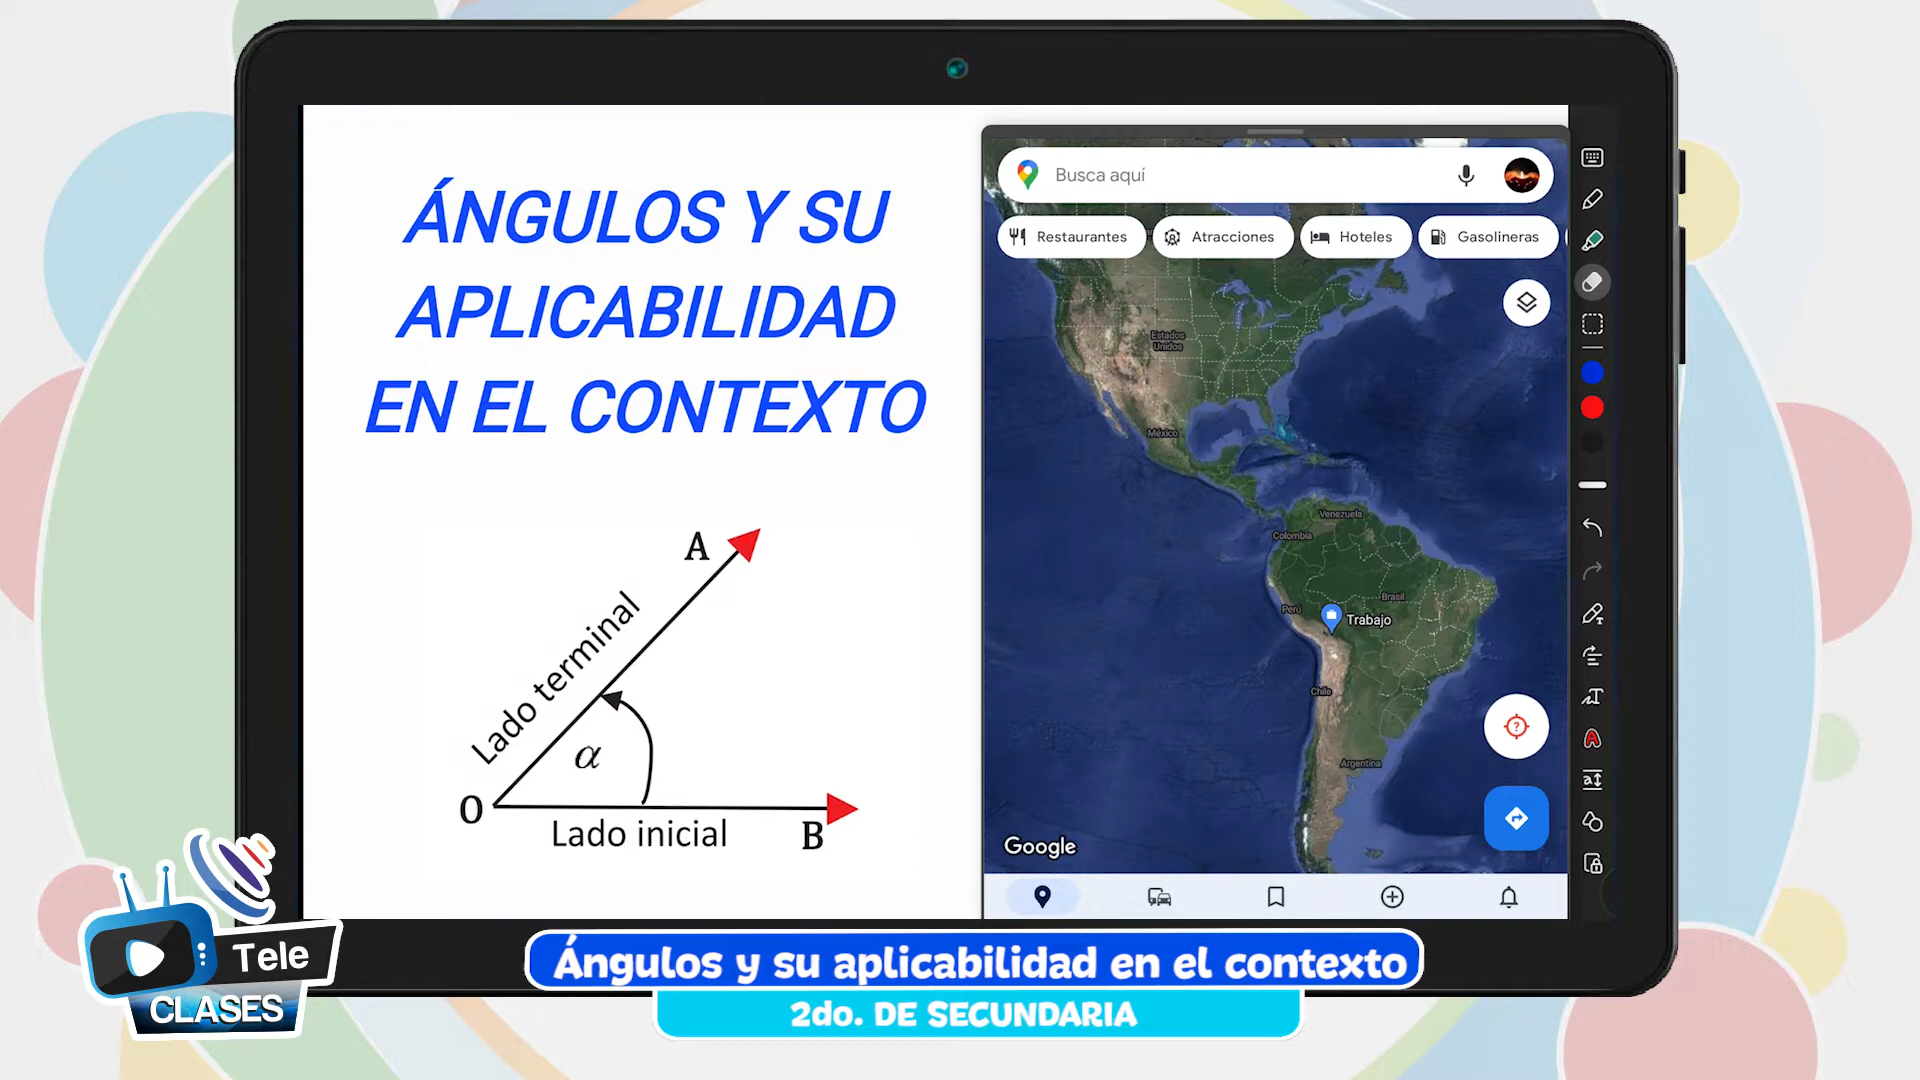 ÁNGULOS Y SU
APLICABILIDAD
EN EL CONTEXTO
A
Lado terminal
α
O
Lado inicial
B
Busca aquí
Restaurantes
Atracciones
Hoteles
Gasolineras
Estados
Unidos
México
Venezuela
Colombia
Brasil
Perú
Trabajo
Chile
Argentina
Google
Tele
CLASES
Ángulos y su aplicabilidad en el contexto
2do. DE SECUNDARIA